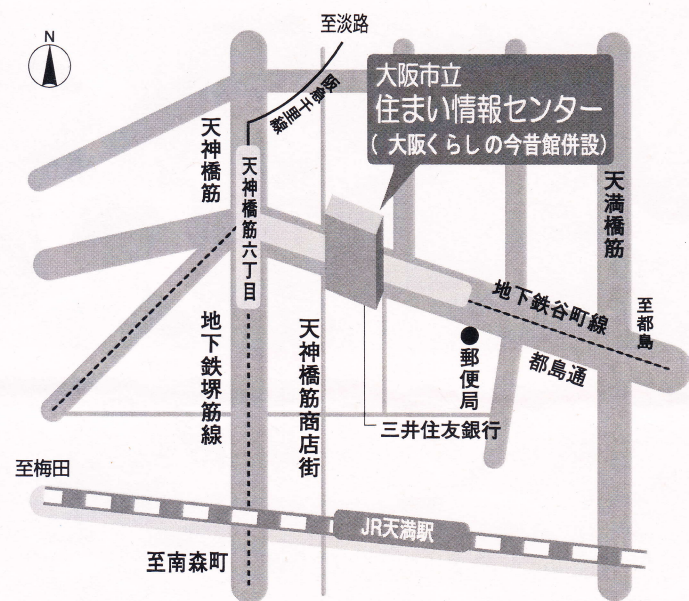 N
至淡路
阪急千里線
大阪市立
住まい情報センター
(大阪くらしの今昔館併設)
天神橋筋
天神橋筋六丁目
天満橋筋
地下鉄谷町線
至都島
都島通
郵便局
地下鉄堺筋線
天神橋筋商店街
三井住友銀行
至梅田
JR天満駅
至南森町